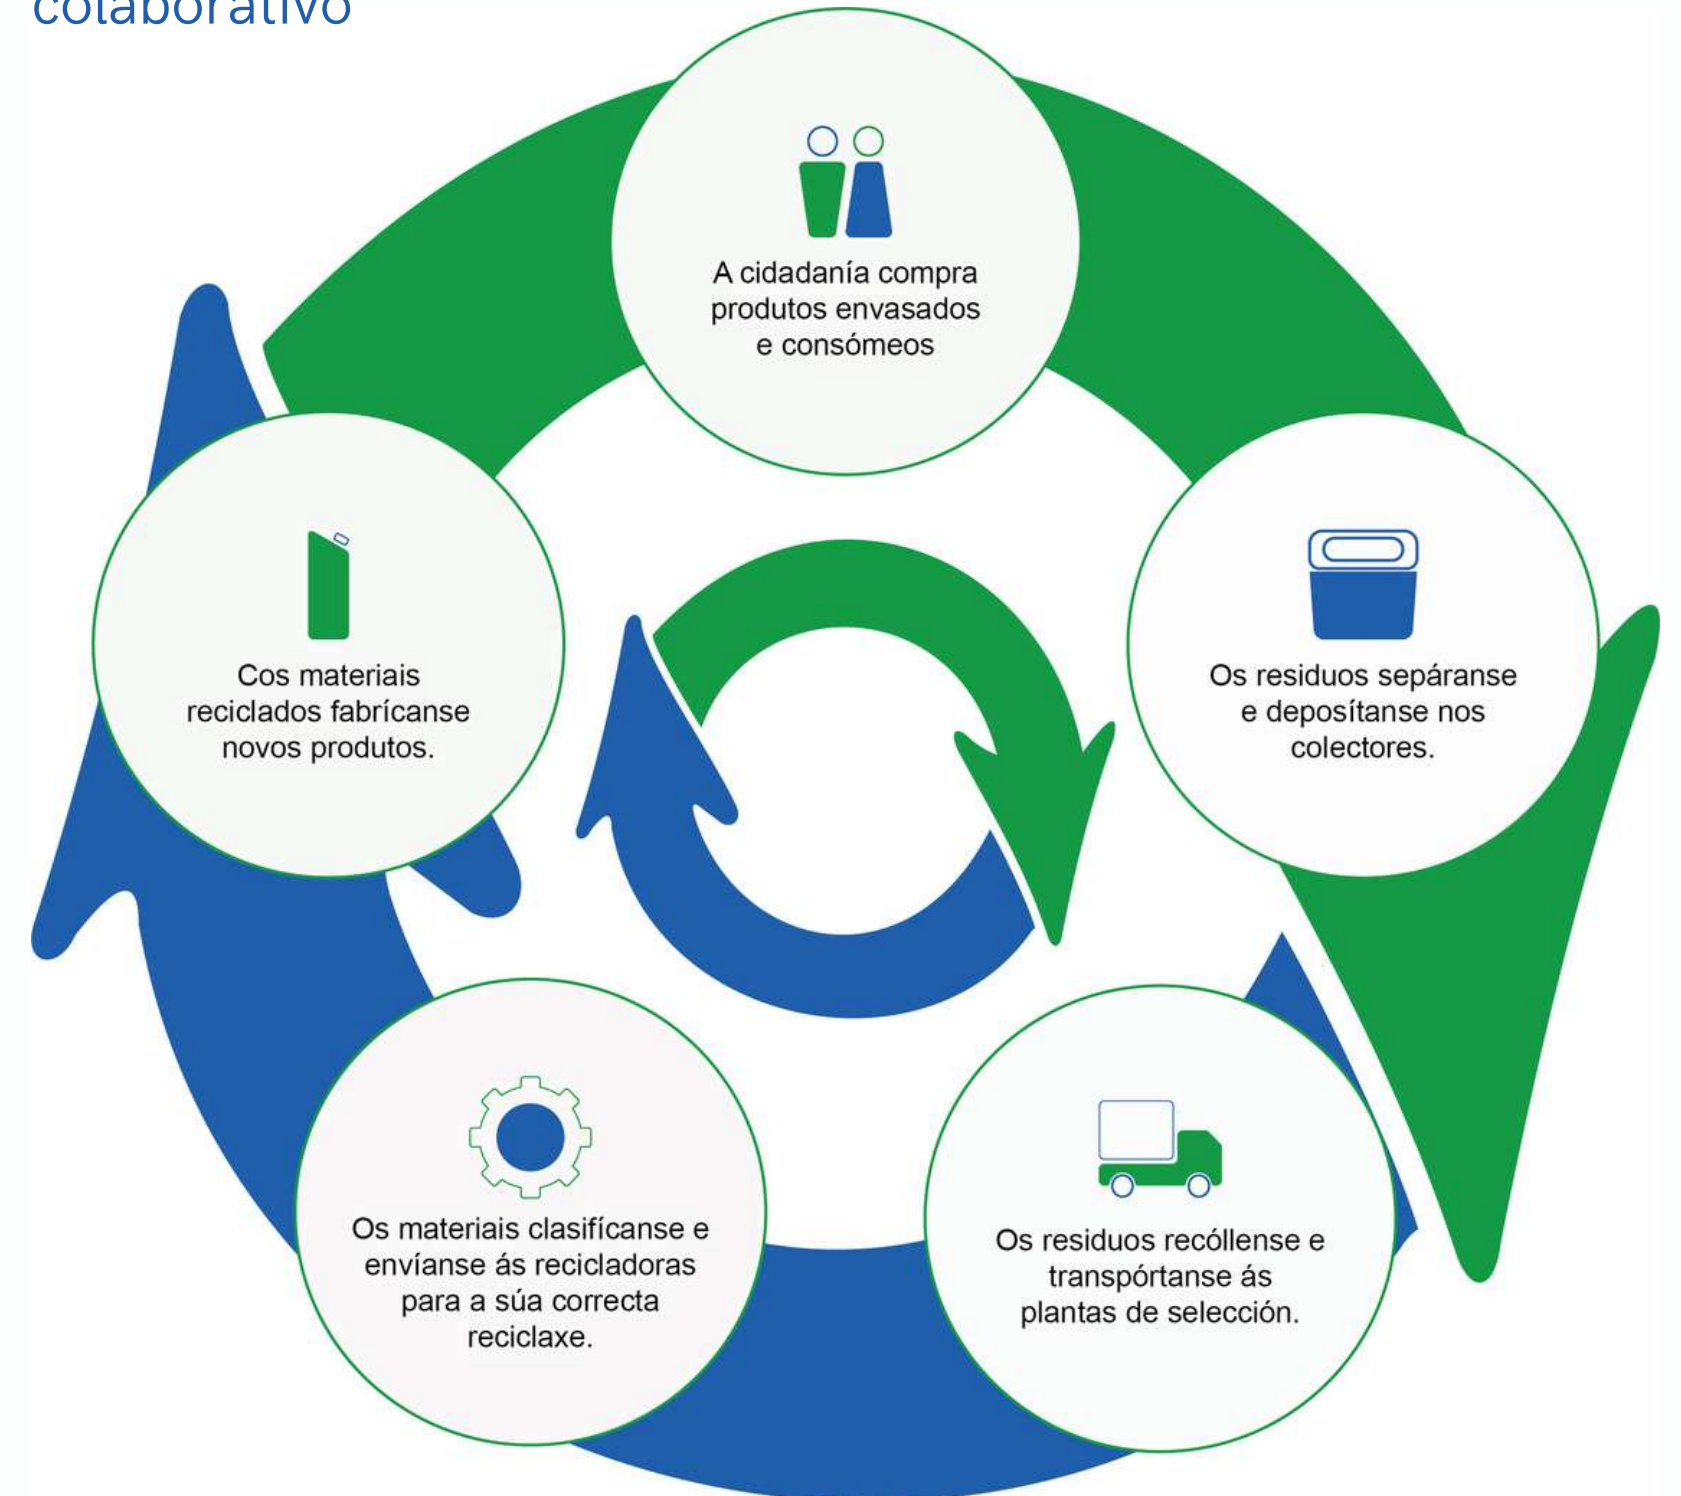 colaborativo
A cidadanía compra
produtos envasados
e consómeos
Os residuos sepáranse
e deposítanse nos
colectores.
Os residuos recóllense e
transpórtanse ás
plantas de selección.
Os materiais clasifícanse e
envíanse ás recicladoras
para a súa correcta
reciclaxe.
Cos materiais
reciclados fabrícanse
novos produtos.